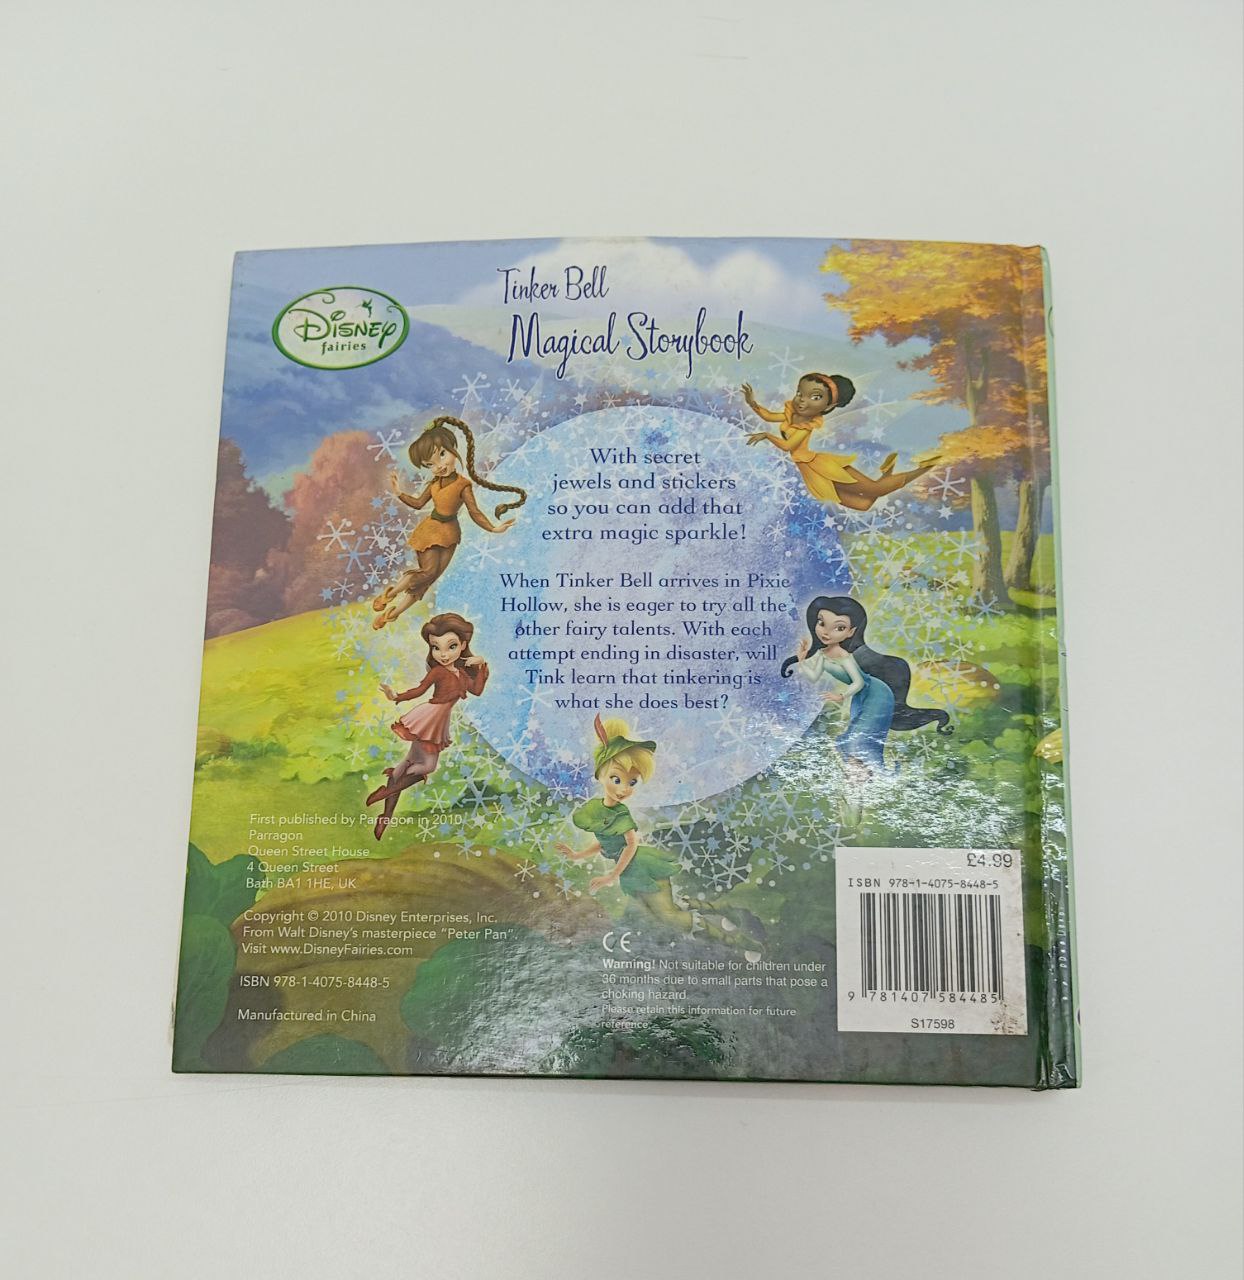 Disney
fairies
Tinker Bell
Magical Storybook
With secret
jewels and stickers
so you can add that
extra magic sparkle!
When Tinker Bell arrives in Pixie
Hollow, she is eager to try all the
other fairy talents. With each
attempt ending in disaster, will
Tink learn that tinkering is
what she does best?
First published by Parragon in 2010
Parragon
Queen Street House
4 Queen Street
Bath BA1 1HE, UK
Copyright © 2010 Disney Enterprises, Inc.
From Walt Disney's masterpiece "Peter Pan".
Visit www.DisneyFairies.com
ISBN 978-1-4075-8448-5
Manufactured in China
CE
Warning! Not suitable for children under
36 months due to small parts that pose a
choking hazard.
Please retain this information for future
reference.
£4.99
ISBN 978-1-4075-8448-5
9 781407 584485
S17598